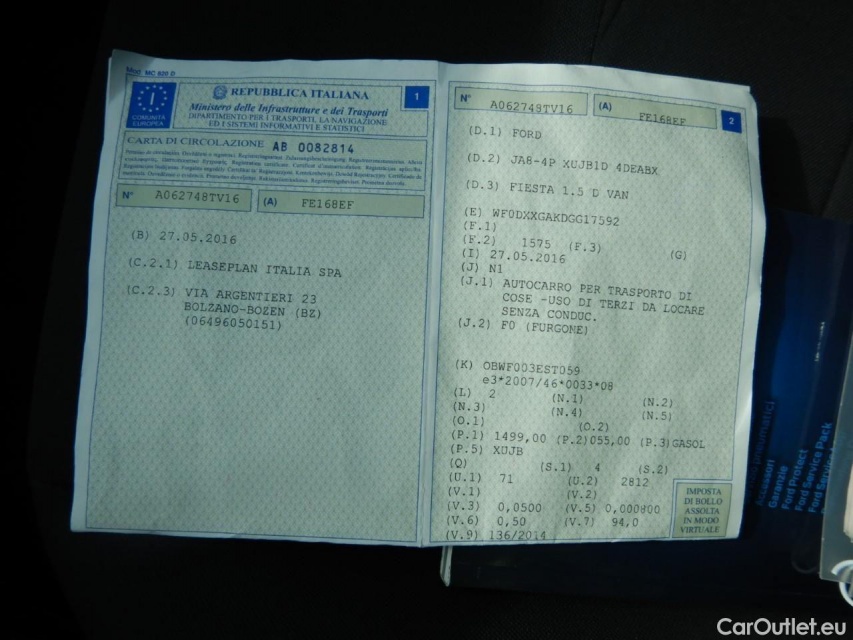 Mod. MC 820 D
COMUNITÀ EUROPEA
I
REPUBBLICA ITALIANA
1
Ministero delle Infrastrutture e dei Trasporti
DIPARTIMENTO PER I TRASPORTI, LA NAVIGAZIONE
ED I SISTEMI INFORMATIVI E STATISTICI
CARTA DI CIRCOLAZIONE AB 0082814
N° A062748TV16 (A) FE168EF
(B) 27.05.2016
(C.2.1) LEASEPLAN ITALIA SPA
(C.2.3) VIA ARGENTIERI 23
BOLZANO-BOZEN (BZ)
(06496050151)
N° A062748TV16 (A) FE168EF 2
(D.1) FORD
(D.2) JA8-4P XUJB1D 4DEABX
(D.3) FIESTA 1.5 D VAN
(E) WF0DXXGAKDGG17592
(F.1)
(F.2) 1575 (F.3) (G)
(I) 27.05.2016
(J) N1
(J.1) AUTOCARRO PER TRASPORTO DI
COSE -USO DI TERZI DA LOCARE
SENZA CONDUC.
(J.2) F0 (FURGONE)
(K) OBWF003EST059
e3*2007/46*0033*08
(L) 2 (N.1) (N.2)
(N.3) (N.4) (N.5)
(O.1) (O.2)
(P.1) 1499,00 (P.2)055,00 (P.3)GASOL
(P.5) XUJB
(Q) (S.1) 4 (S.2)
(U.1) 71 (U.2) 2812
(V.1) (V.2)
(V.3) 0,0500 (V.5) 0,000800
(V.6) 0,50 (V.7) 94,0
(V.9) 136/2014
IMPOSTA
DI BOLLO
ASSOLTA
IN MODO
VIRTUALE
pneumatici
Accessori
Garanzie
Ford Protect
Ford Service Pack
Ford Servi
CarOutlet.eu